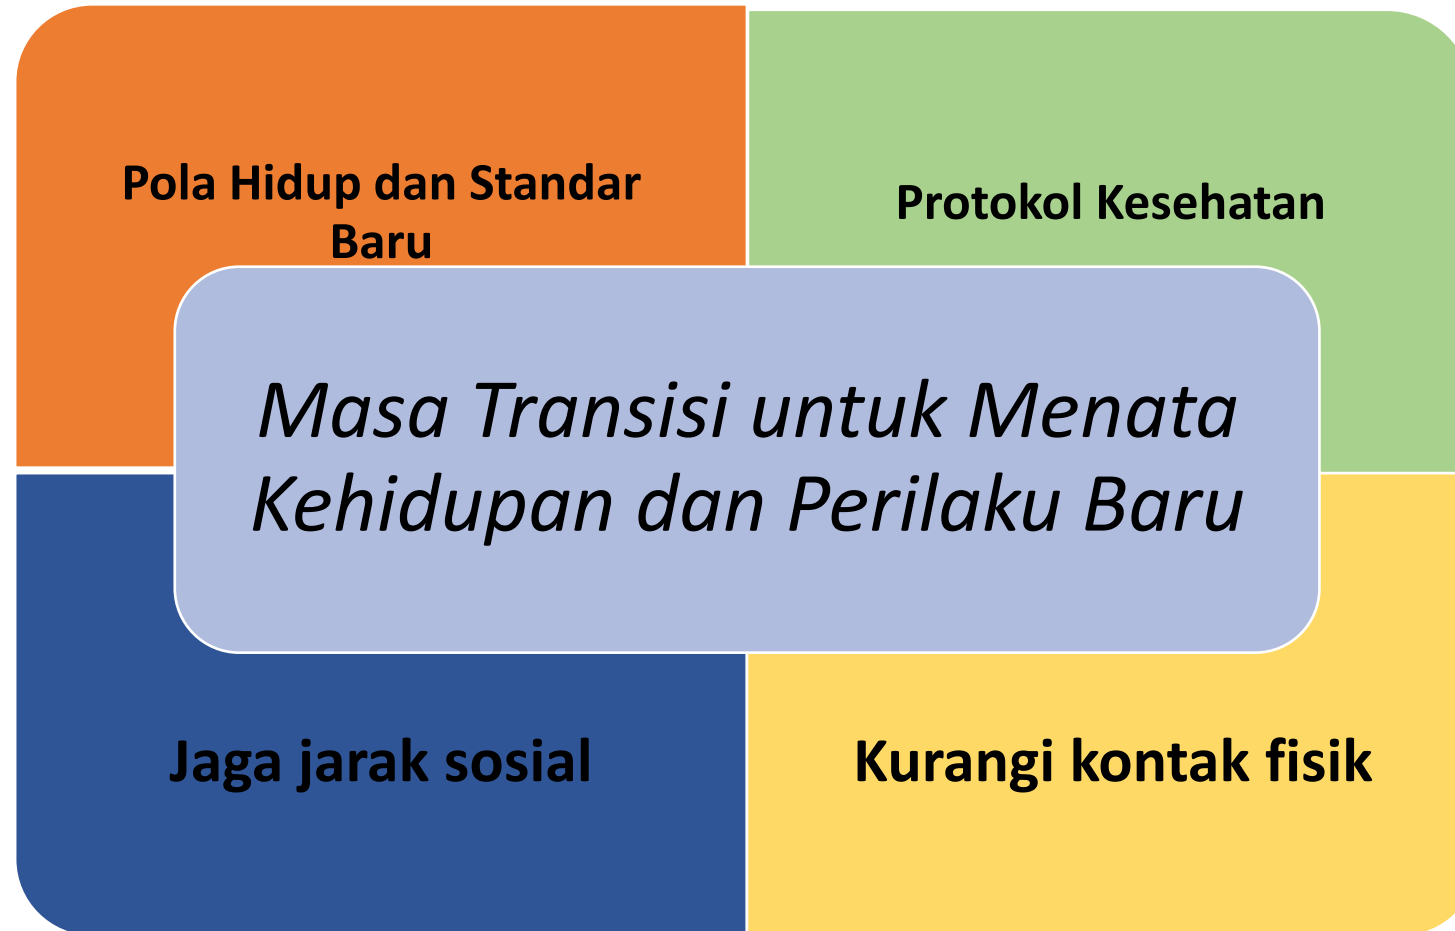 Pola Hidup dan Standar
Baru
Protokol Kesehatan
Masa Transisi untuk Menata
Kehidupan dan Perilaku Baru
Jaga jarak sosial
Kurangi kontak fisik